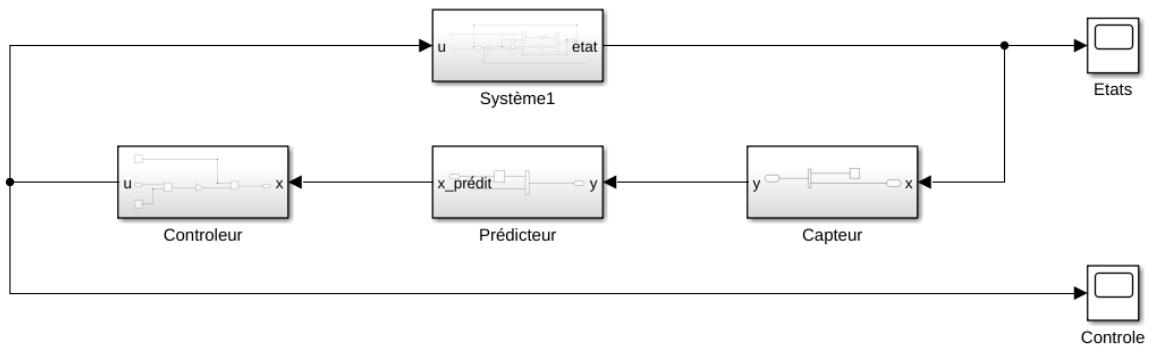 u
etat
Système1
Etats
u
x
Controleur
x_prédit
y
Prédicteur
y
x
Capteur
Controle